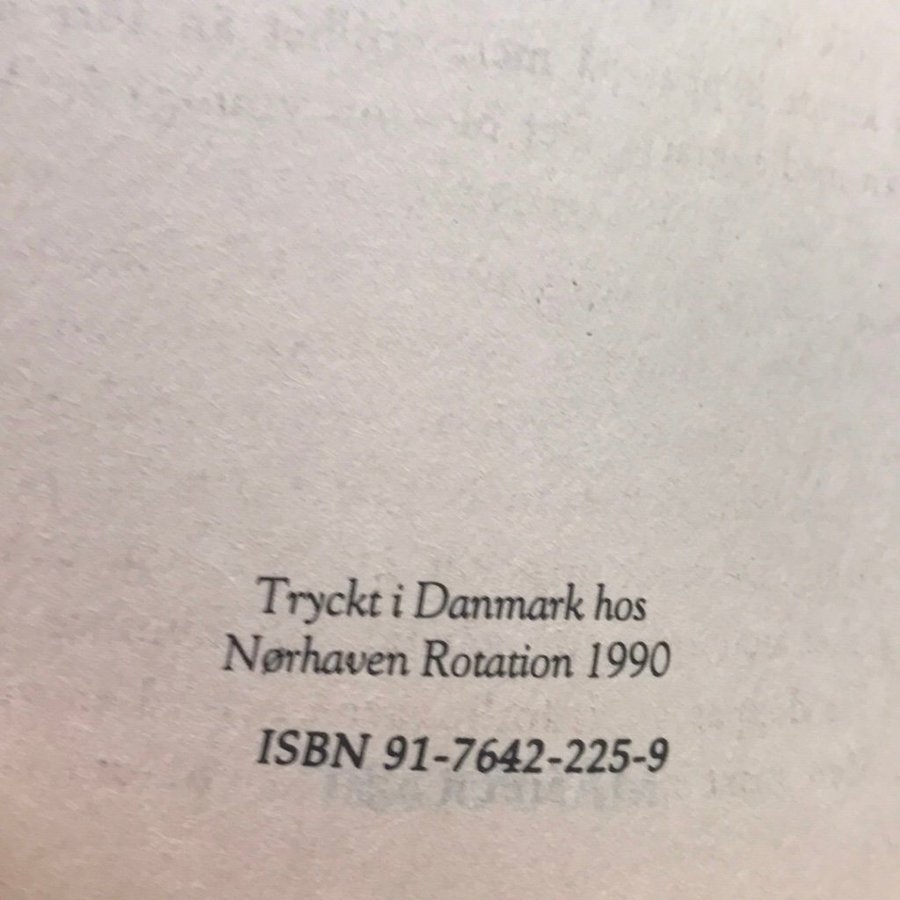 Tryckt i Danmark hos
Nørhaven Rotation 1990
ISBN 91-7642-225-9